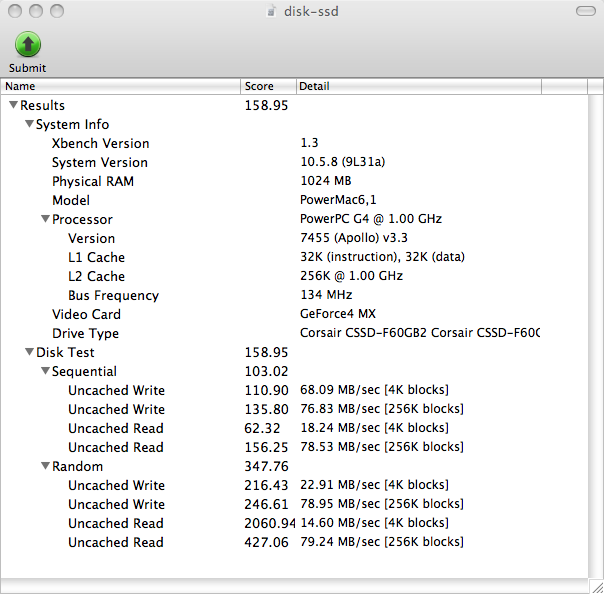 disk-ssd
Submit
Name Score Detail
Results 158.95
System Info
Xbench Version 1.3
System Version 10.5.8 (9L31a)
Physical RAM 1024 MB
Model PowerMac6,1
Processor PowerPC G4 @ 1.00 GHz
Version 7455 (Apollo) v3.3
L1 Cache 32K (instruction), 32K (data)
L2 Cache 256K @ 1.00 GHz
Bus Frequency 134 MHz
Video Card GeForce4 MX
Drive Type Corsair CSSD-F60GB2 Corsair CSSD-F60G
Disk Test 158.95
Sequential 103.02
Uncached Write 110.90 68.09 MB/sec [4K blocks]
Uncached Write 135.80 76.83 MB/sec [256K blocks]
Uncached Read 62.32 18.24 MB/sec [4K blocks]
Uncached Read 156.25 78.53 MB/sec [256K blocks]
Random 347.76
Uncached Write 216.43 22.91 MB/sec [4K blocks]
Uncached Write 246.61 78.95 MB/sec [256K blocks]
Uncached Read 2060.94 14.60 MB/sec [4K blocks]
Uncached Read 427.06 79.24 MB/sec [256K blocks]